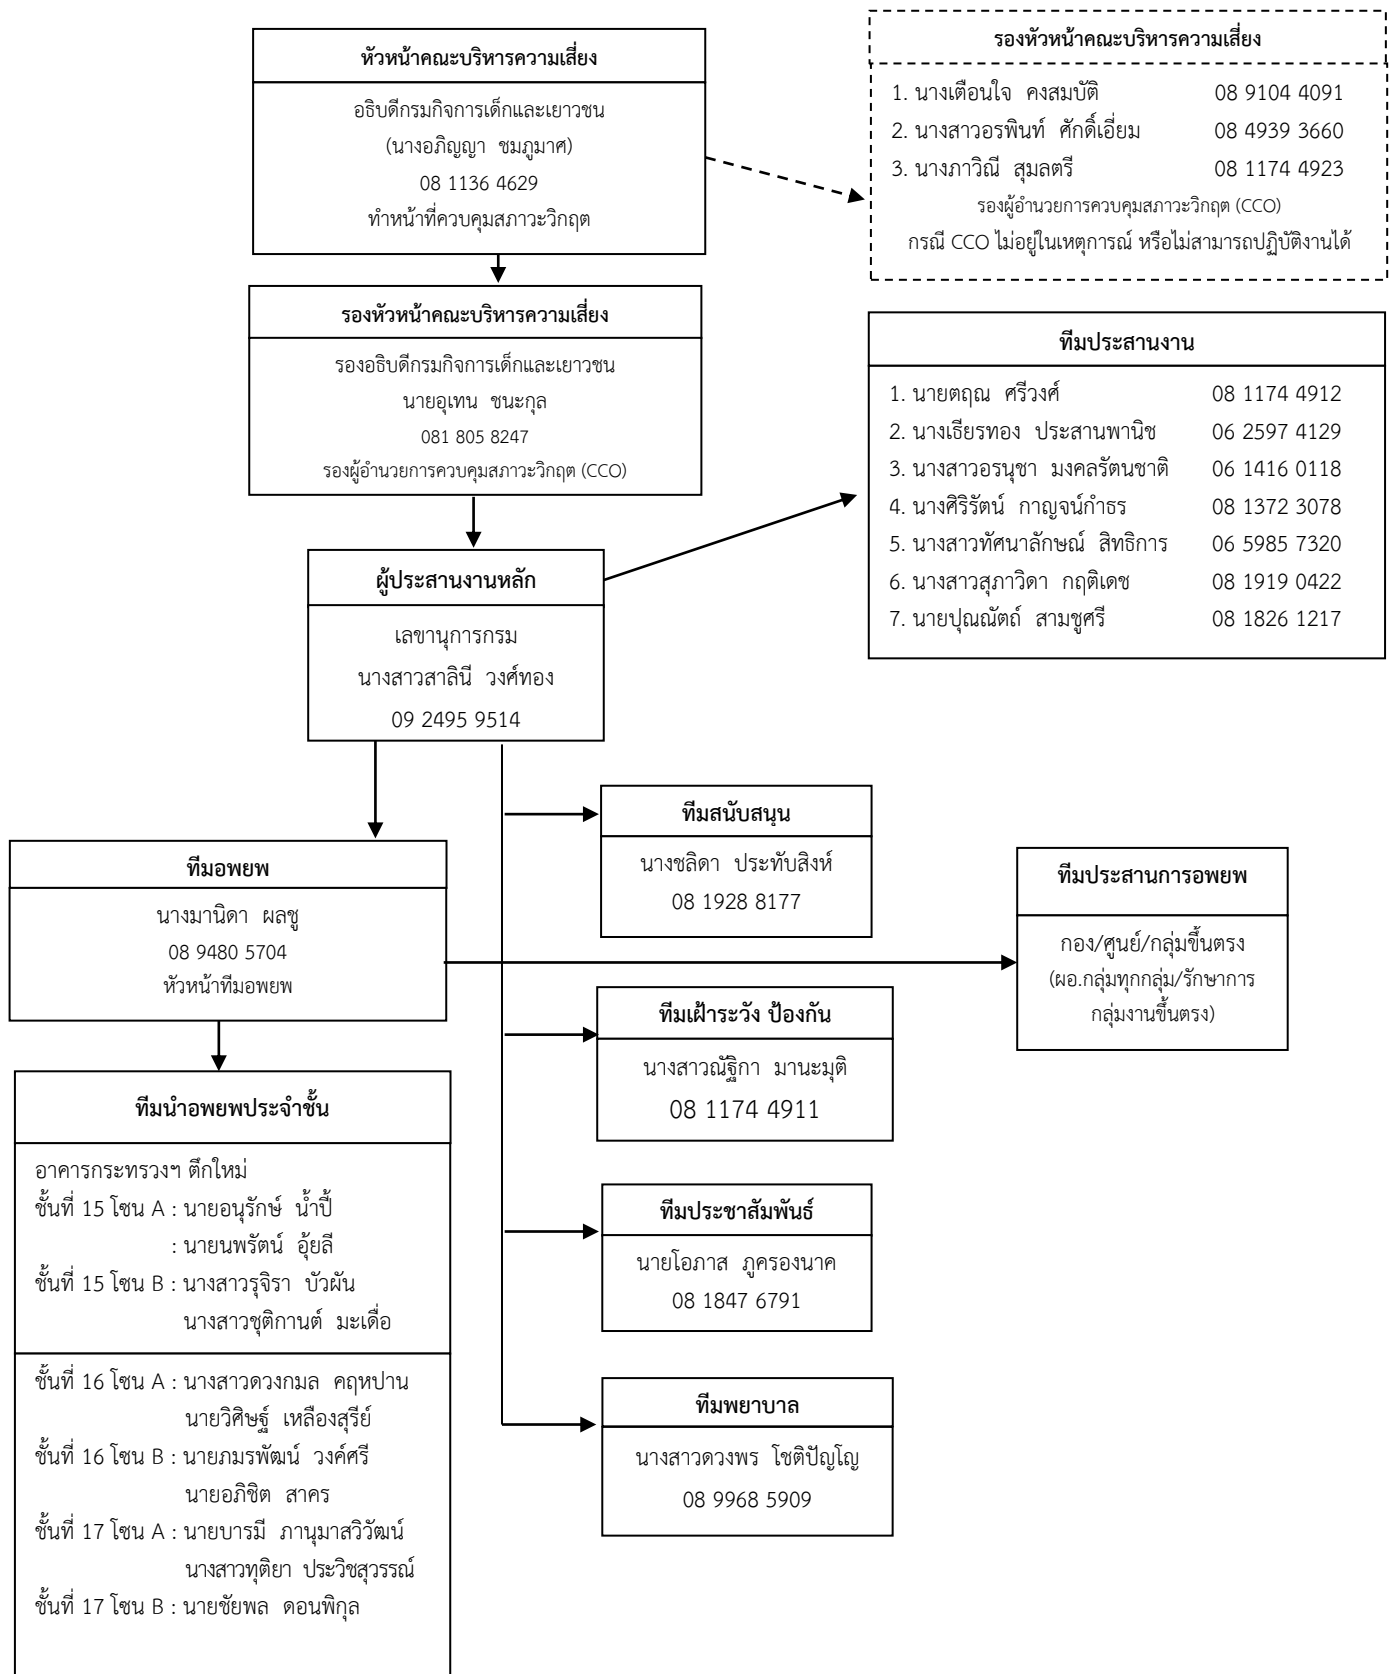 หัวหน้าคณะบริหารความเสี่ยง
อธิบดีกรมกิจการเด็กและเยาวชน
(นางอภิญญา ชมภูมาศ)
08 1136 4629
ทำหน้าที่ควบคุมสภาวะวิกฤต
รองหัวหน้าคณะบริหารความเสี่ยง
1. นางเตือนใจ คงสมบัติ 08 9104 4091
2. นางสาวอรพินท์ ศักดิ์เอี่ยม 08 4939 3660
3. นางภาวิณี สุมลตรี 08 1174 4923
รองผู้อำนวยการควบคุมสภาวะวิกฤต (CCO)
กรณี CCO ไม่อยู่ในเหตุการณ์ หรือไม่สามารถปฏิบัติงานได้
รองหัวหน้าคณะบริหารความเสี่ยง
รองอธิบดีกรมกิจการเด็กและเยาวชน
นายอุเทน ชนะกุล
081 805 8247
รองผู้อำนวยการควบคุมสภาวะวิกฤต (CCO)
ทีมประสานงาน
1. นายตฤณ ศรีวงศ์ 08 1174 4912
2. นางเธียรทอง ประสานพานิช 06 2597 4129
3. นางสาวอรนุชา มงคลรัตนชาติ 06 1416 0118
4. นางศิริรัตน์ กาญจน์กำธร 08 1372 3078
5. นางสาวทัศนาลักษณ์ สิทธิการ 06 5985 7320
6. นางสาวสุภาวิดา กฤติเดช 08 1919 0422
7. นายปุณณัตถ์ สามชูศรี 08 1826 1217
ผู้ประสานงานหลัก
เลขานุการกรม
นางสาวสาลินี วงศ์ทอง
09 2495 9514
ทีมสนับสนุน
นางชลิดา ประทับสิงห์
08 1928 8177
ทีมอพยพ
นางมานิดา ผลชู
08 9480 5704
หัวหน้าทีมอพยพ
ทีมประสานการอพยพ
กอง/ศูนย์/กลุ่มขึ้นตรง
(ผอ.กลุ่มทุกกลุ่ม/รักษาการ
กลุ่มงานขึ้นตรง)
ทีมเฝ้าระวัง ป้องกัน
นางสาวณัฐิกา มานะมุติ
08 1174 4911
ทีมนำอพยพประจำชั้น
อาคารกระทรวงฯ ตึกใหม่
ชั้นที่ 15 โซน A : นายอนุรักษ์ น้ำปี้
: นายนพรัตน์ อุ้ยลี
ชั้นที่ 15 โซน B : นางสาวรุจิรา บัวผัน
นางสาวชุติกานต์ มะเดื่อ
ชั้นที่ 16 โซน A : นางสาวดวงกมล คฤหปาน
นายวิศิษฐ์ เหลืองสุรีย์
ชั้นที่ 16 โซน B : นายภมรพัฒน์ วงค์ศรี
นายอภิชิต สาคร
ชั้นที่ 17 โซน A : นายบารมี ภานุมาสวิวัฒน์
นางสาวทุติยา ประวิชสุวรรณ์
ชั้นที่ 17 โซน B : นายชัยพล ดอนพิกุล
ทีมประชาสัมพันธ์
นายโอภาส ภูครองนาค
08 1847 6791
ทีมพยาบาล
นางสาวดวงพร โชติปัญโญ
08 9968 5909